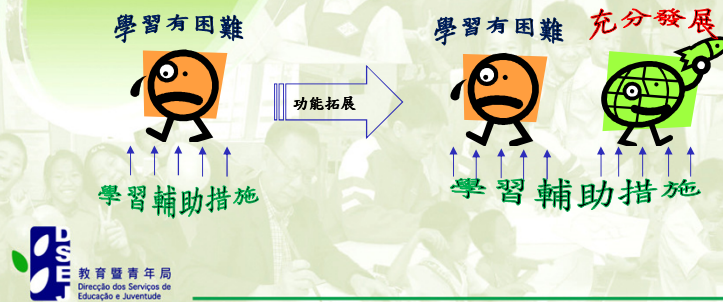 學習有困難
學習輔助措施
功能拓展
學習有困難
充分發展
學習輔助措施
DSEJ
教育暨青年局
Direcção dos Serviços de
Educação e Juventude